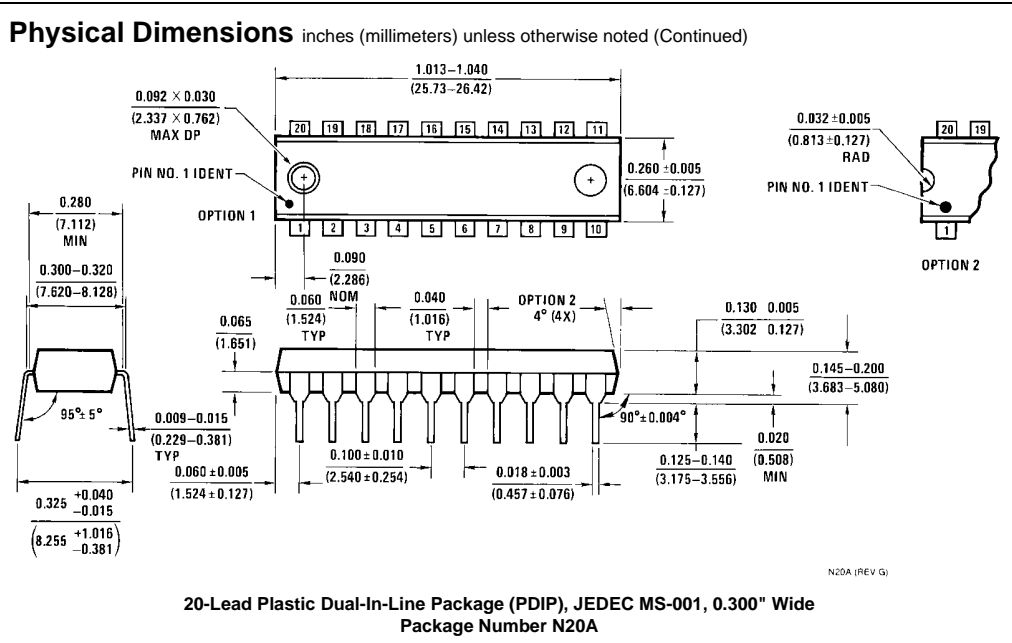 Physical Dimensions inches (millimeters) unless otherwise noted (Continued)
1.013–1.040
(25.73–26.42)
0.092 × 0.030
(2.337 × 0.762)
MAX DP
20 19 18 17 16 15 14 13 12 11
0.032 ±0.005
(0.813 ±0.127)
RAD
20 19
PIN NO. 1 IDENT
0.260 ±0.005
(6.604 ±0.127)
PIN NO. 1 IDENT
OPTION 1
1 2 3 4 5 6 7 8 9 10
1
OPTION 2
0.280
(7.112)
MIN
0.090
(2.286)
NOM
0.300–0.320
(7.620–8.128)
0.060
(1.524)
TYP
0.040
(1.016)
TYP
OPTION 2
4° (4X)
0.130 0.005
(3.302 0.127)
0.065
(1.651)
0.145–0.200
(3.683–5.080)
95°± 5°
0.009–0.015
(0.229–0.381)
TYP
90°±0.004°
0.020
(0.508)
MIN
0.125–0.140
(3.175–3.556)
0.100 ±0.010
(2.540 ±0.254)
0.018 ±0.003
(0.457 ± 0.076)
0.060 ±0.005
(1.524 ±0.127)
0.325 +0.040
–0.015
(8.255 +1.016
–0.381)
N20A (REV G)
20-Lead Plastic Dual-In-Line Package (PDIP), JEDEC MS-001, 0.300" Wide
Package Number N20A